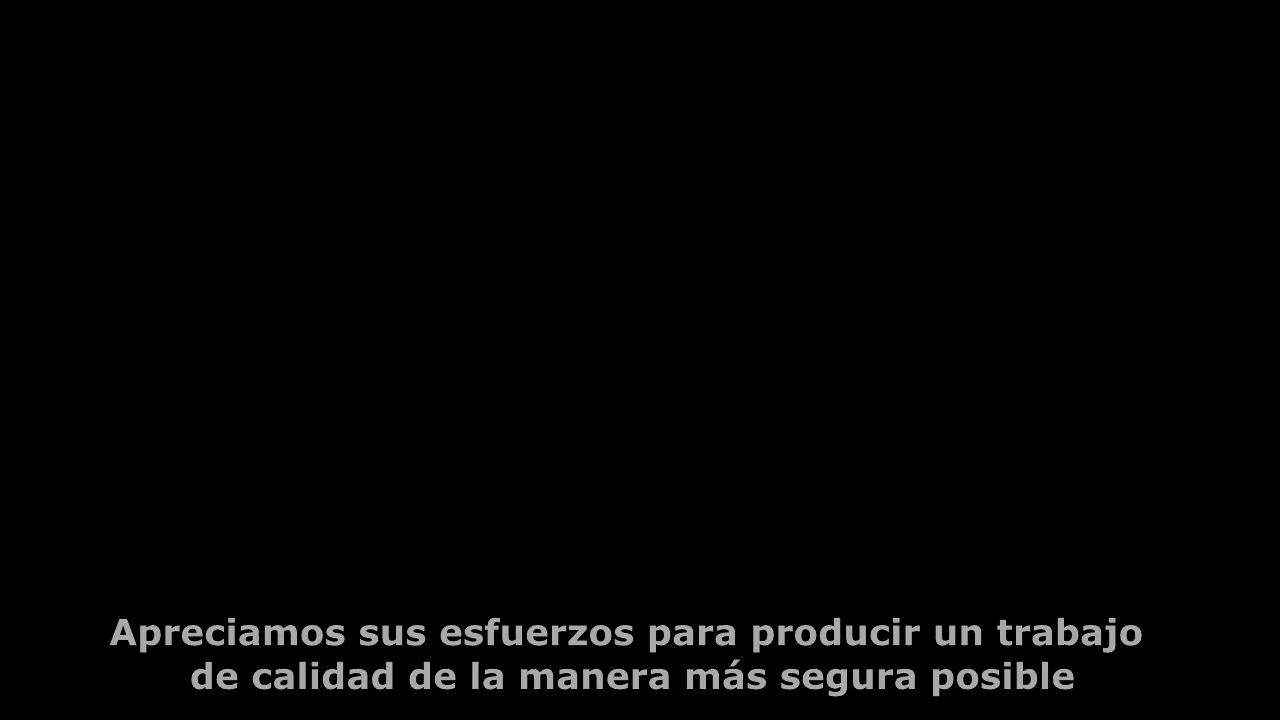 Apreciamos sus esfuerzos para producir un trabajo
de calidad de la manera más segura posible